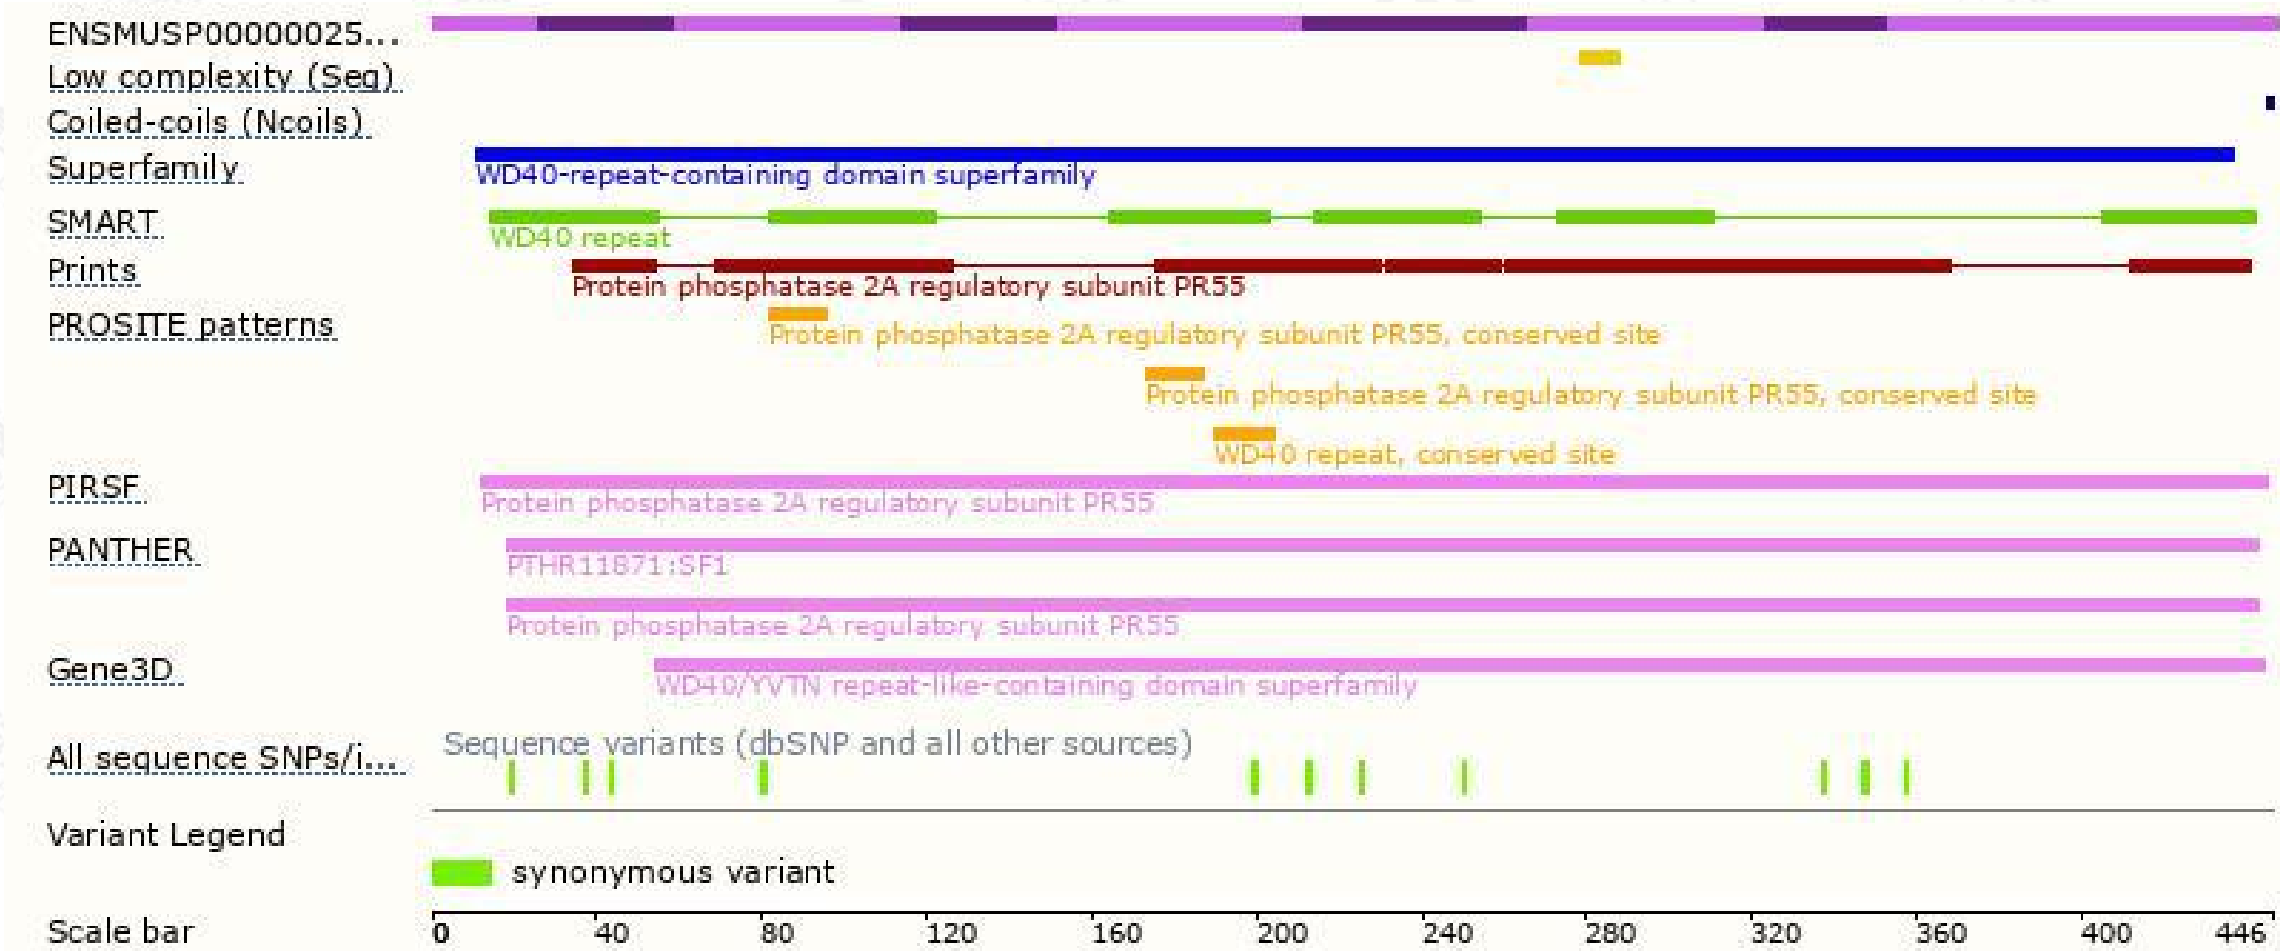 ENSMUSP00000025...
Low complexity (Seg)
Coiled-coils (Ncoils)
Superfamily
WD40-repeat-containing domain superfamily
SMART
WD40 repeat
Prints
Protein phosphatase 2A regulatory subunit PR55
PROSITE patterns
Protein phosphatase 2A regulatory subunit PR55, conserved site
Protein phosphatase 2A regulatory subunit PR55, conserved site
WD40 repeat, conserved site
PIRSF
Protein phosphatase 2A regulatory subunit PR55
PANTHER
PTHR11871:SF1
Protein phosphatase 2A regulatory subunit PR55
Gene3D
WD40/YVTN repeat-like-containing domain superfamily
Sequence variants (dbSNP and all other sources)
All sequence SNPs/i...
Variant Legend
synonymous variant
Scale bar 0 40 80 120 160 200 240 280 320 360 400 446